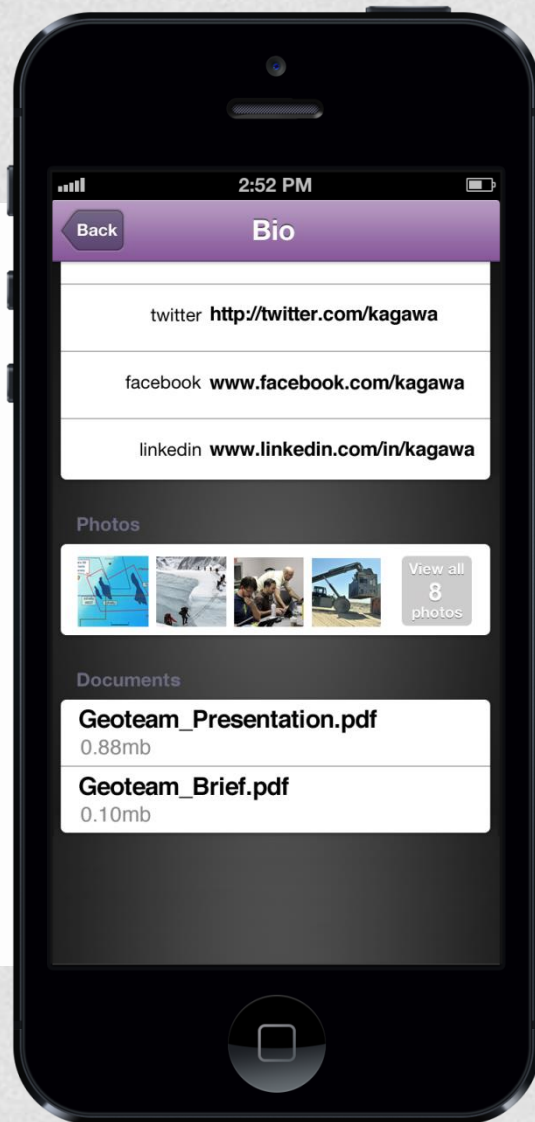 2:52 PM
Back
Bio
twitter http://twitter.com/kagawa
facebook www.facebook.com/kagawa
linkedin www.linkedin.com/in/kagawa
Photos
View all
8
photos
Documents
Geoteam_Presentation.pdf
0.88mb
Geoteam_Brief.pdf
0.10mb